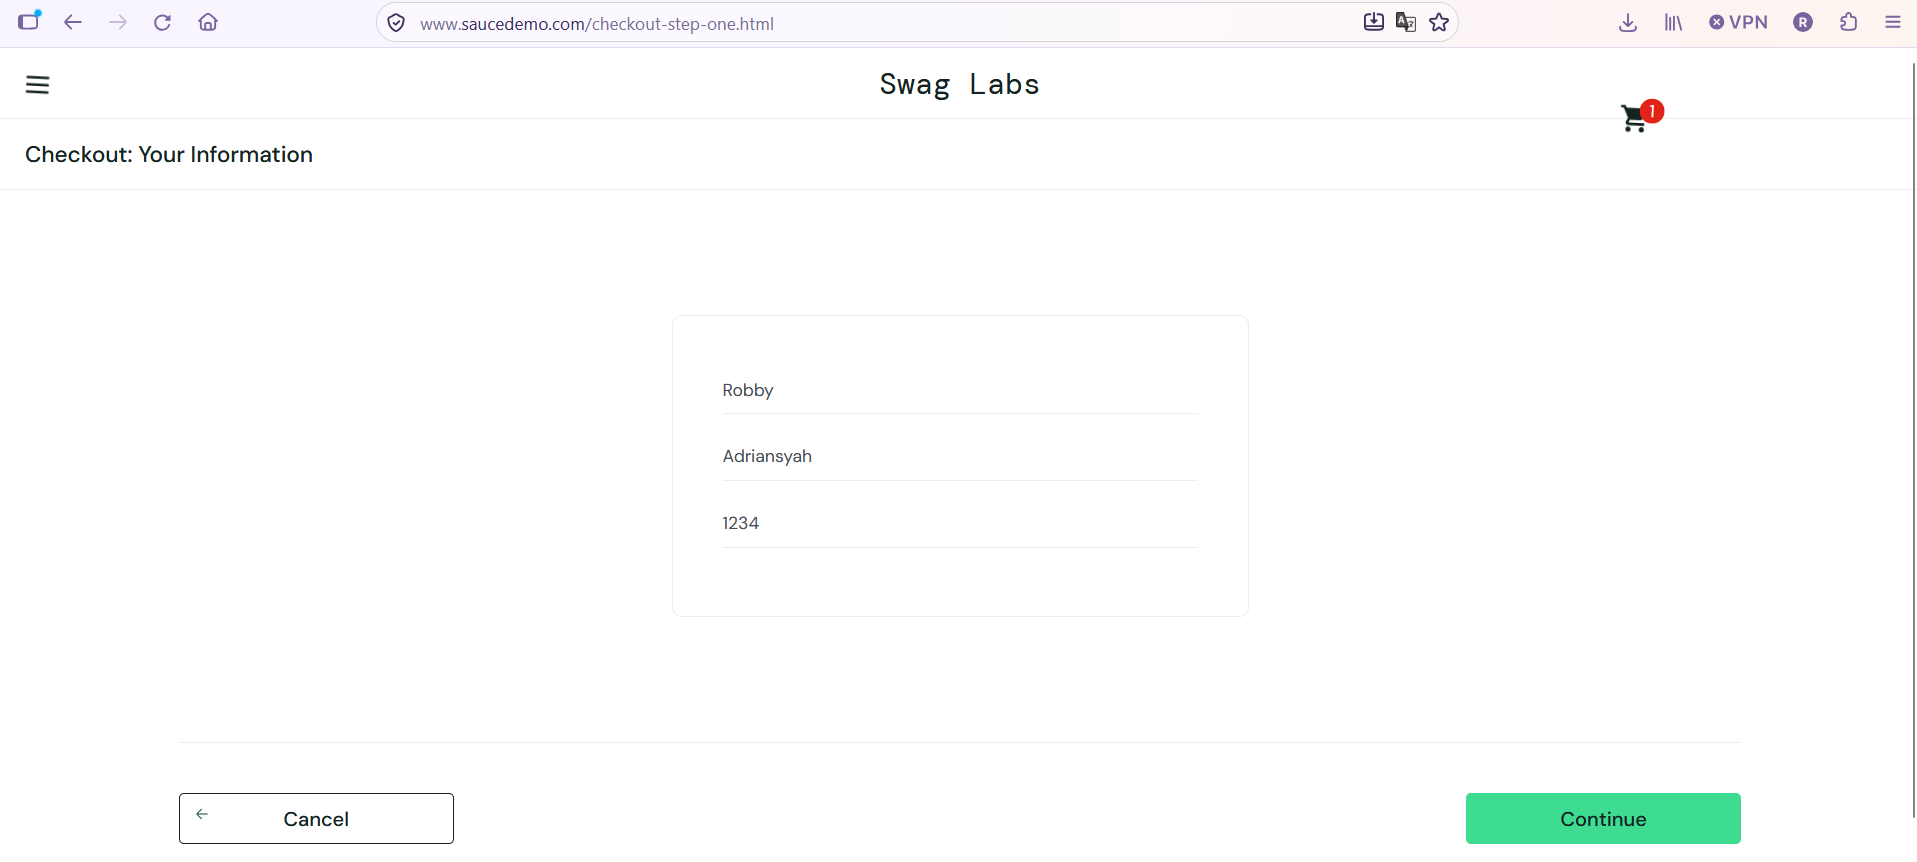 www.saucedemo.com/checkout-step-one.html
VPN
R
Swag Labs
1
Checkout: Your Information
Robby
Adriansyah
1234
Cancel
Continue